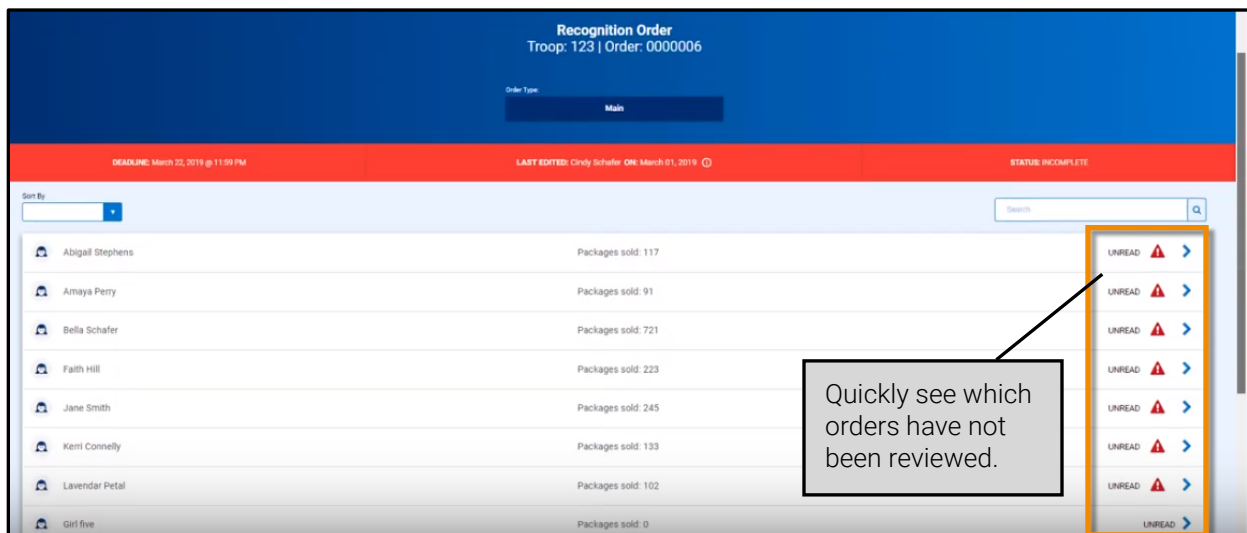 Recognition Order
Troop: 123 | Order: 0000006
Order Type:
Main
DEADLINE: March 22, 2019 @ 11:59 PM
LAST EDITED: Cindy Schafer ON: March 01, 2019
STATUS: INCOMPLETE
Sort By
Search
Abigail Stephens Packages sold: 117 UNREAD
Amaya Perry Packages sold: 91 UNREAD
Bella Schafer Packages sold: 721 UNREAD
Faith Hill Packages sold: 223 UNREAD
Jane Smith Packages sold: 245 UNREAD
Kerri Connelly Packages sold: 133 UNREAD
Lavendar Petal Packages sold: 102 UNREAD
Girl five Packages sold: 0 UNREAD
Quickly see which
orders have not
been reviewed.